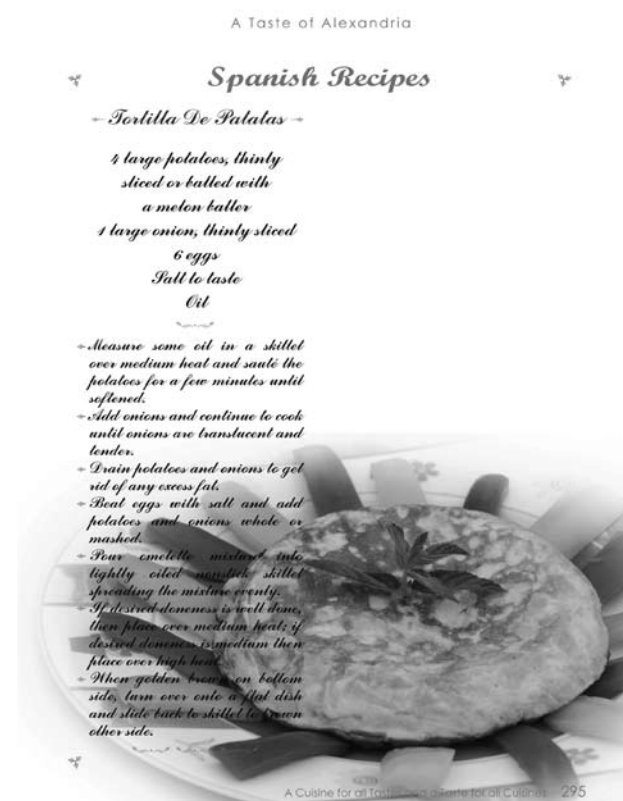 A Taste of Alexandria
Spanish Recipes
Tortilla De Patatas
4 large potatoes, thinly
sliced or balled with
a melon baller
1 large onion, thinly sliced
6 eggs
Salt to taste
Oil
Measure some oil in a skillet
over medium heat and sauté the
potatoes for a few minutes until
softened.
Add onions and continue to cook
until onions are translucent and
tender.
Drain potatoes and onions to get
rid of any excess fat.
Beat eggs with salt and add
potatoes and onions whole or
mashed.
Pour omelette mixture into
lightly oiled nonstick skillet
spreading the mixture evenly.
If desired doneness is well done,
then place over medium heat; if
desired doneness is medium then
place over high heat.
When golden brown on bottom
side, turn over onto a flat dish
and slide back to skillet to brown
other side.
A Cuisine for all Tastes and a Taste for all Cuisines 295